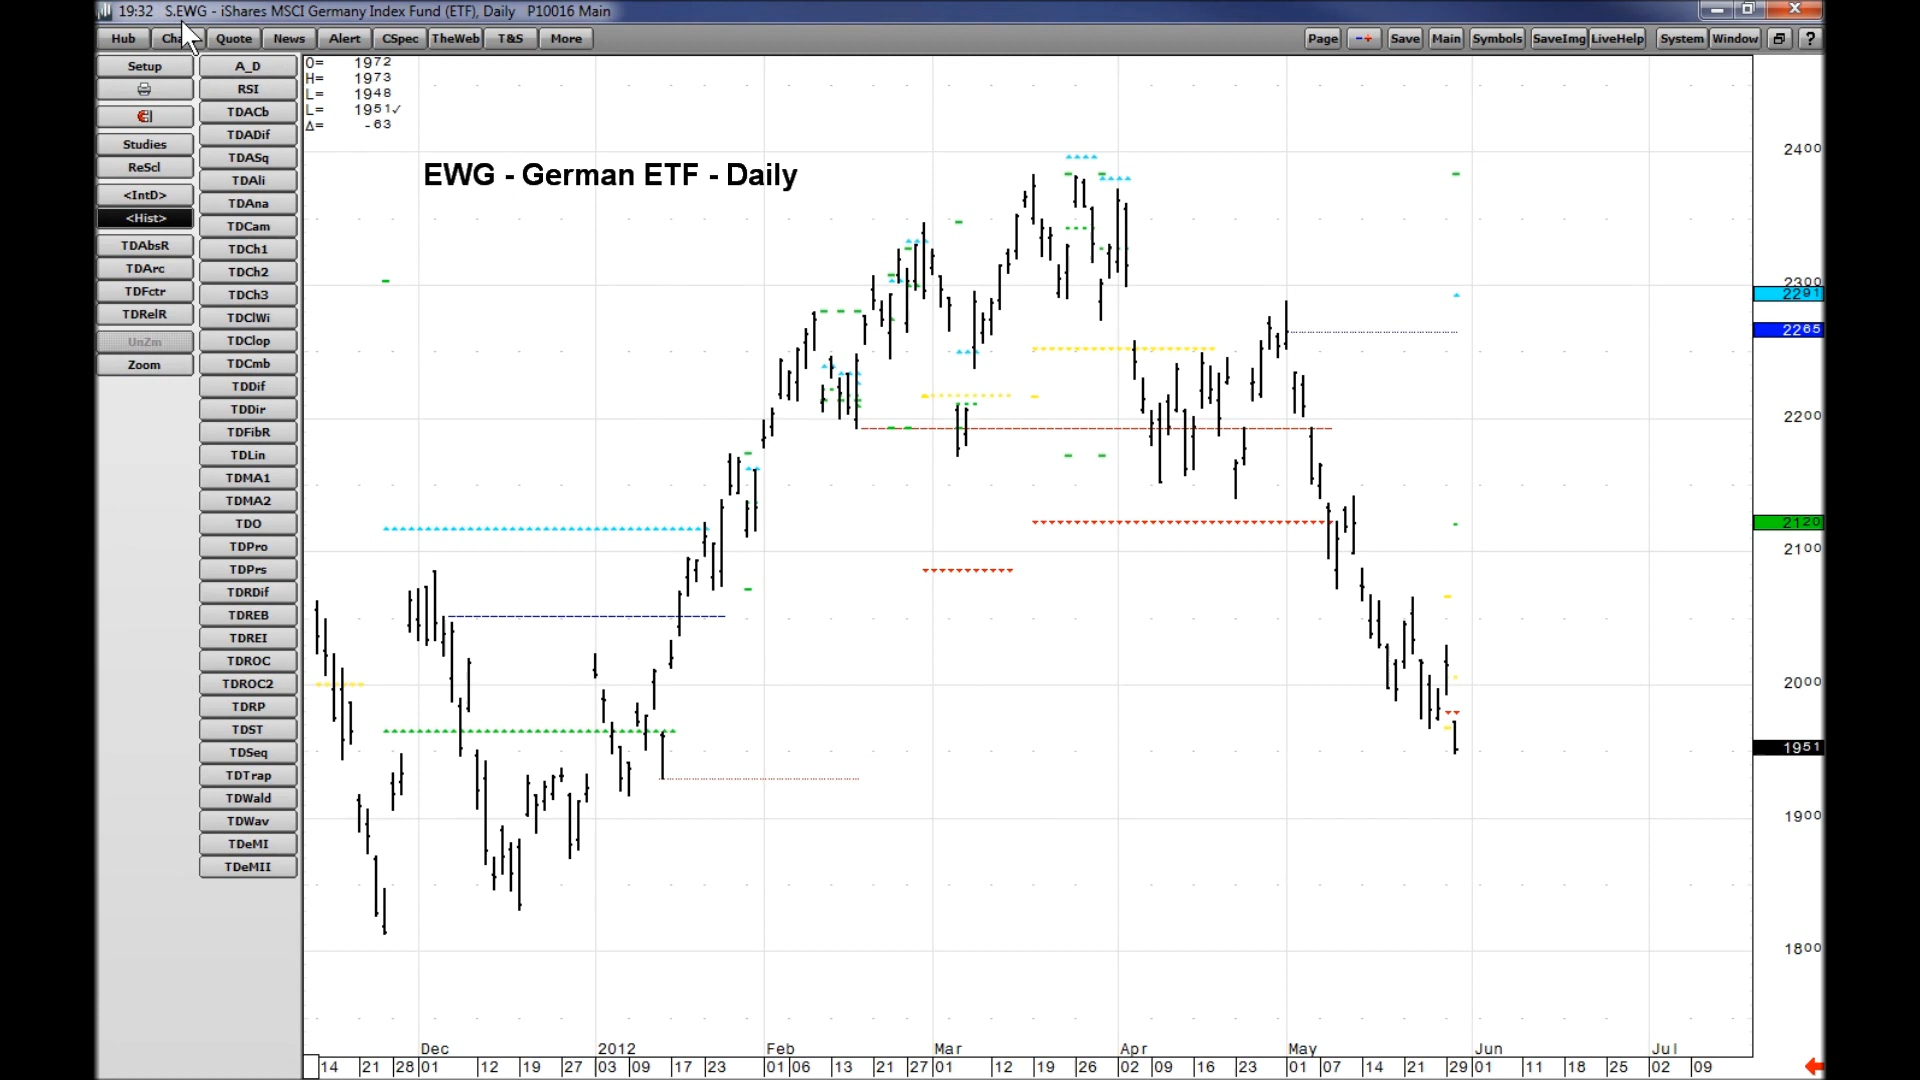 19:32 S.EWG - iShares MSCI Germany Index Fund (ETF), Daily P10016 Main
Hub Cha Quote News Alert CSpec TheWeb T&S More Page -+ Save Main Symbols SaveImg LiveHelp System Window ?
Setup
Studies
ReScl
<IntD>
<Hist>
TDAbsR
TDArc
TDFctr
TDRelR
UnZm
Zoom
A_D
RSI
TDACb
TDADif
TDASq
TDAli
TDAna
TDCam
TDCh1
TDCh2
TDCh3
TDClWi
TDClop
TDCmb
TDDif
TDDir
TDFibR
TDLin
TDMA1
TDMA2
TDO
TDPro
TDPrs
TDRDif
TDREB
TDREI
TDROC
TDROC2
TDRP
TDST
TDSeq
TDTrap
TDWald
TDWav
TDeMI
TDeMII
O= 1972
H= 1973
L= 1948
L= 1951✓
Δ= -63
EWG - German ETF - Daily
2400
2300
2291
2265
2200
2120
2100
2000
1951
1900
1800
Dec 2012 Feb Mar Apr May Jun Jul
14 21 28 01 12 19 27 03 09 17 23 01 06 13 21 27 01 12 19 26 02 09 16 23 01 07 14 21 29 01 11 18 25 02 09